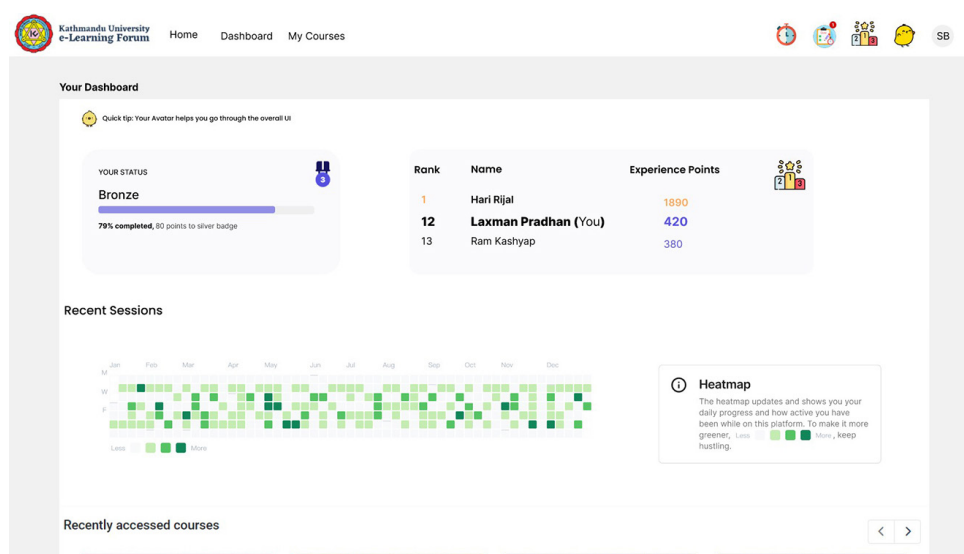 Kathmandu University
e-Learning Forum
Home Dashboard My Courses
SB
Your Dashboard
Quick tip: Your Avatar helps you go through the overall UI
YOUR STATUS
3
Bronze
79% completed, 80 points to silver badge
Rank Name Experience Points
2 1 3
1 Hari Rijal 1890
12 Laxman Pradhan (You) 420
13 Ram Kashyap 380
Recent Sessions
Jan Feb Mar Apr May Jun Jul Aug Sep Oct Nov Dec
M
W
F
Less More
Heatmap
The heatmap updates and shows you your
daily progress and how active you have
been while on this platform. To make it more
greener, Less More, keep
hustling.
Recently accessed courses